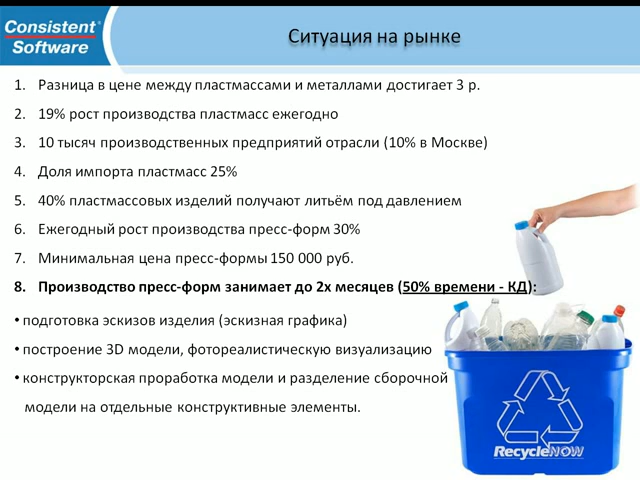 Consistent®
Software
Ситуация на рынке
1. Разница в цене между пластмассами и металлами достигает 3 р.
2. 19% рост производства пластмасс ежегодно
3. 10 тысяч производственных предприятий отрасли (10% в Москве)
4. Доля импорта пластмасс 25%
5. 40% пластмассовых изделий получают литьём под давлением
6. Ежегодный рост производства пресс-форм 30%
7. Минимальная цена пресс-формы 150 000 руб.
8. Производство пресс-форм занимает до 2х месяцев (50% времени - КД):
• подготовка эскизов изделия (эскизная графика)
• построение 3D модели, фотореалистическую визуализацию
• конструкторская проработка модели и разделение сборочной
модели на отдельные конструктивные элементы.
RecycleNOW